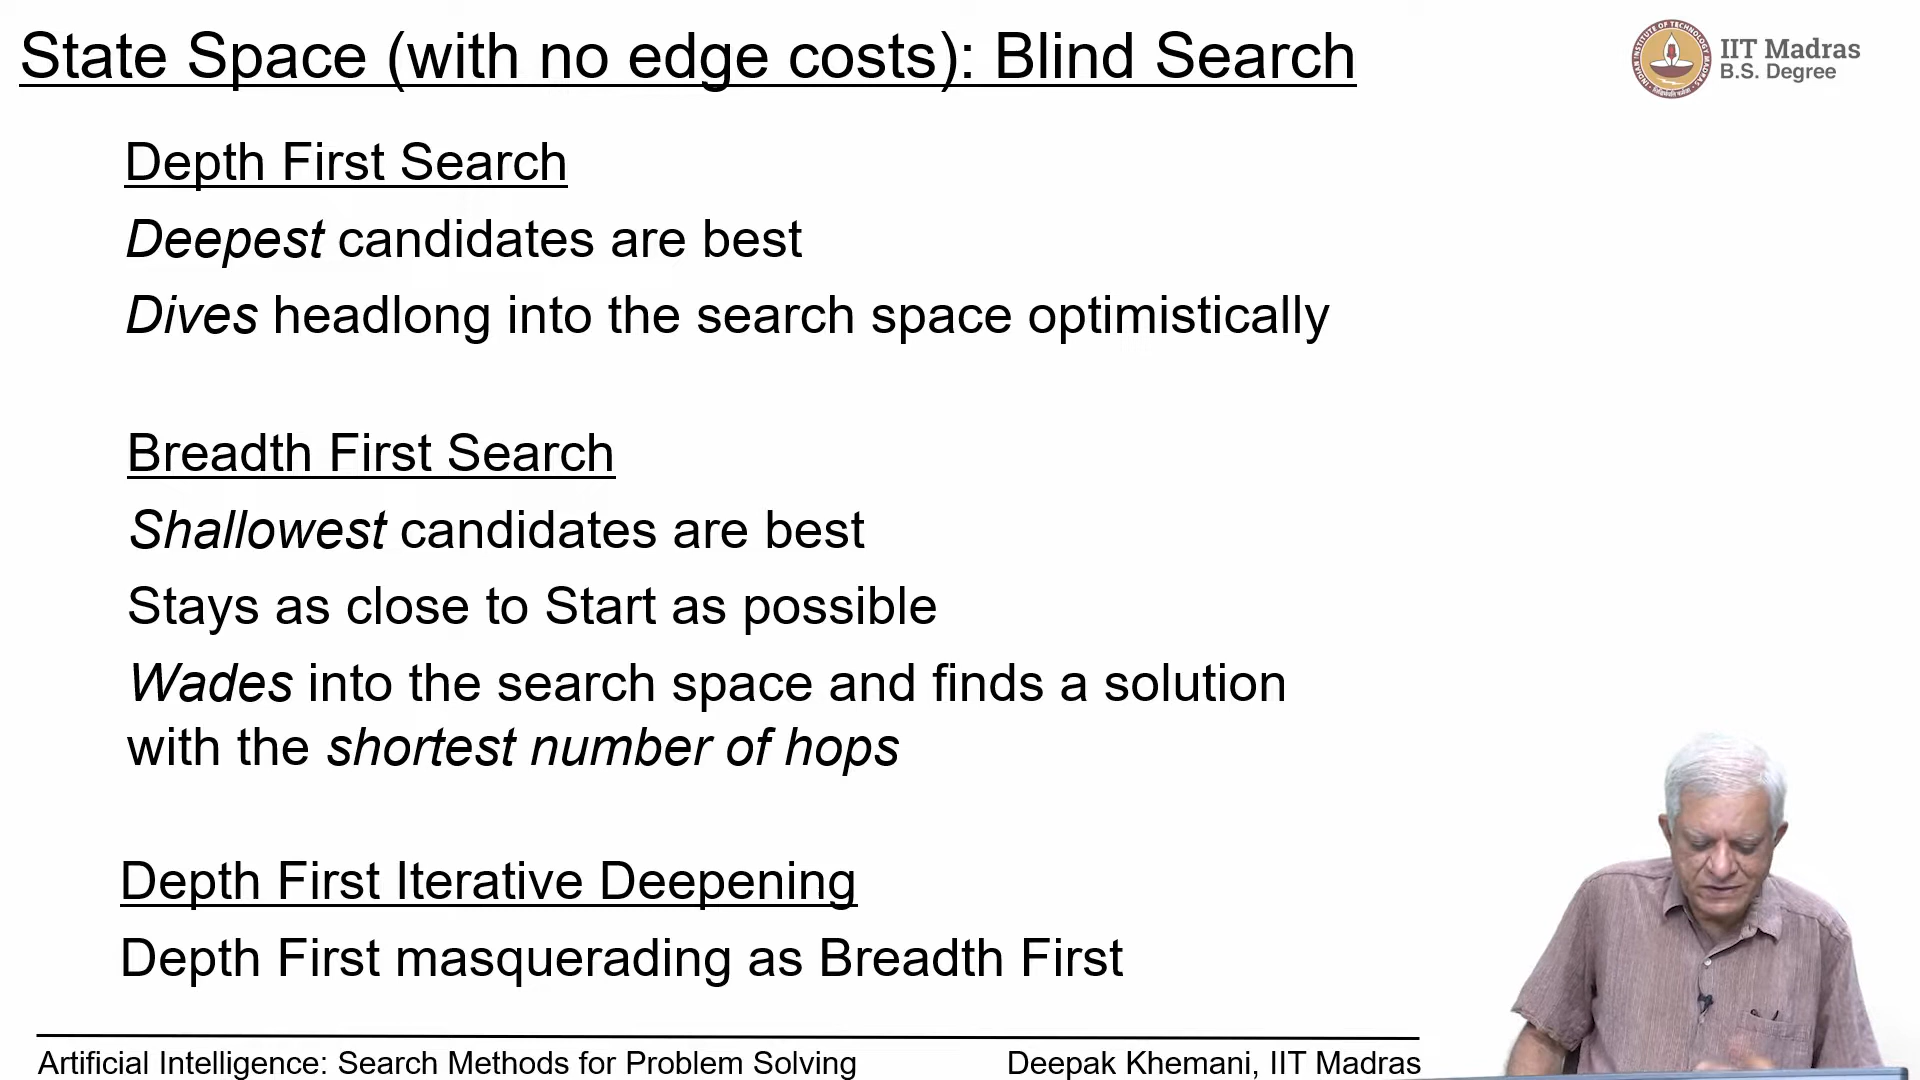 State Space (with no edge costs): Blind Search
IIT Madras
B.S. Degree
Depth First Search
Deepest candidates are best
Dives headlong into the search space optimistically
Breadth First Search
Shallowest candidates are best
Stays as close to Start as possible
Wades into the search space and finds a solution
with the shortest number of hops
Depth First Iterative Deepening
Depth First masquerading as Breadth First
Artificial Intelligence: Search Methods for Problem Solving
Deepak Khemani, IIT Madras